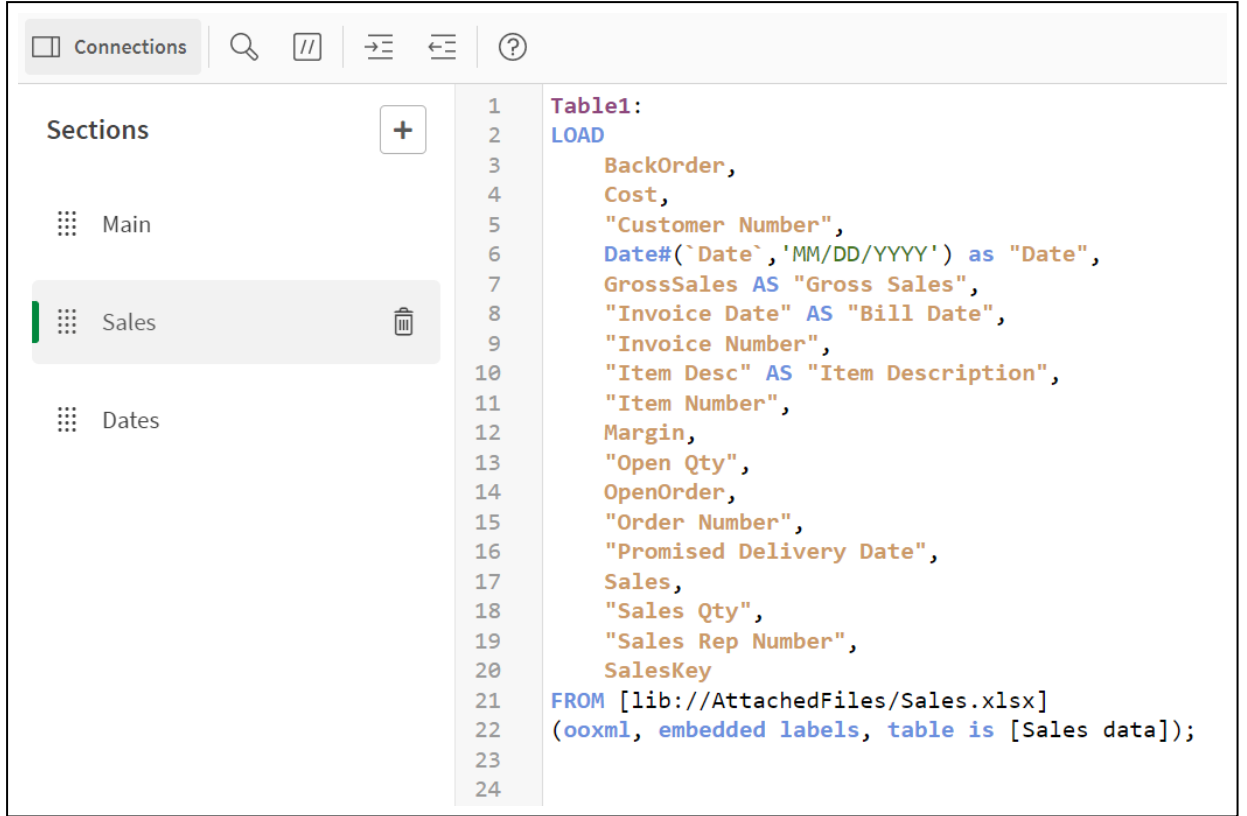 Connections
Sections
+
Main
Sales
Dates
1 Table1:
2 LOAD
3 BackOrder,
4 Cost,
5 "Customer Number",
6 Date#(`Date`,'MM/DD/YYYY') as "Date",
7 GrossSales AS "Gross Sales",
8 "Invoice Date" AS "Bill Date",
9 "Invoice Number",
10 "Item Desc" AS "Item Description",
11 "Item Number",
12 Margin,
13 "Open Qty",
14 OpenOrder,
15 "Order Number",
16 "Promised Delivery Date",
17 Sales,
18 "Sales Qty",
19 "Sales Rep Number",
20 SalesKey
21 FROM [lib://AttachedFiles/Sales.xlsx]
22 (ooxml, embedded labels, table is [Sales data]);
23
24